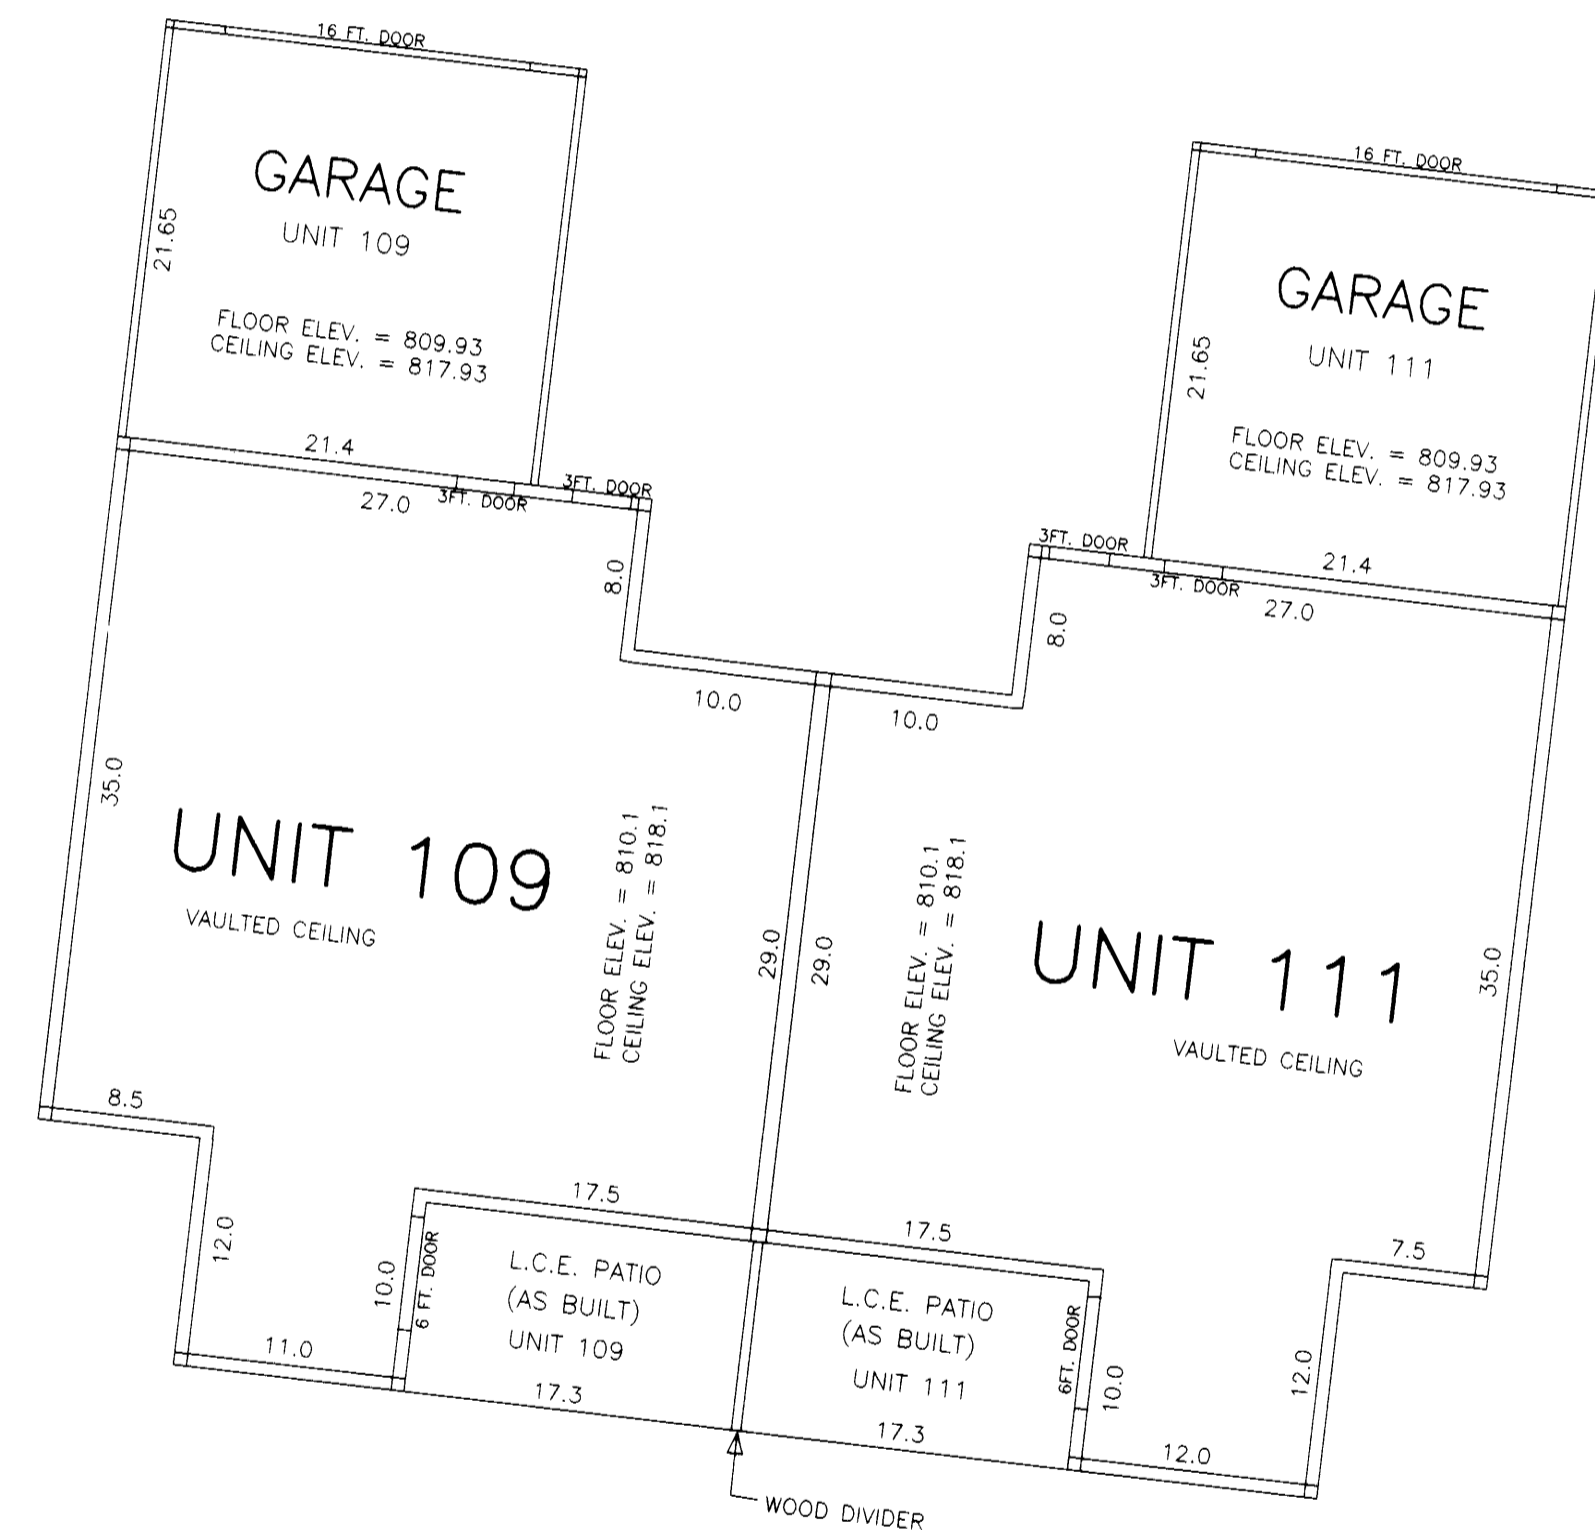 16 FT. DOOR
GARAGE
UNIT 109
21.65
FLOOR ELEV. = 809.93
CEILING ELEV. = 817.93
21.4
27.0
3FT. DOOR
3FT. DOOR
8.0
10.0
16 FT. DOOR
GARAGE
UNIT 111
21.65
FLOOR ELEV. = 809.93
CEILING ELEV. = 817.93
3FT. DOOR
3FT. DOOR
21.4
27.0
8.0
10.0
35.0
UNIT 109
VAULTED CEILING
FLOOR ELEV. = 810.1
CEILING ELEV. = 818.1
29.0
29.0
FLOOR ELEV. = 810.1
CEILING ELEV. = 818.1
UNIT 111
VAULTED CEILING
35.0
8.5
12.0
11.0
10.0
6 FT. DOOR
17.5
L.C.E. PATIO
(AS BUILT)
UNIT 109
17.3
17.5
L.C.E. PATIO
(AS BUILT)
UNIT 111
17.3
6FT. DOOR
10.0
12.0
12.0
7.5
WOOD DIVIDER